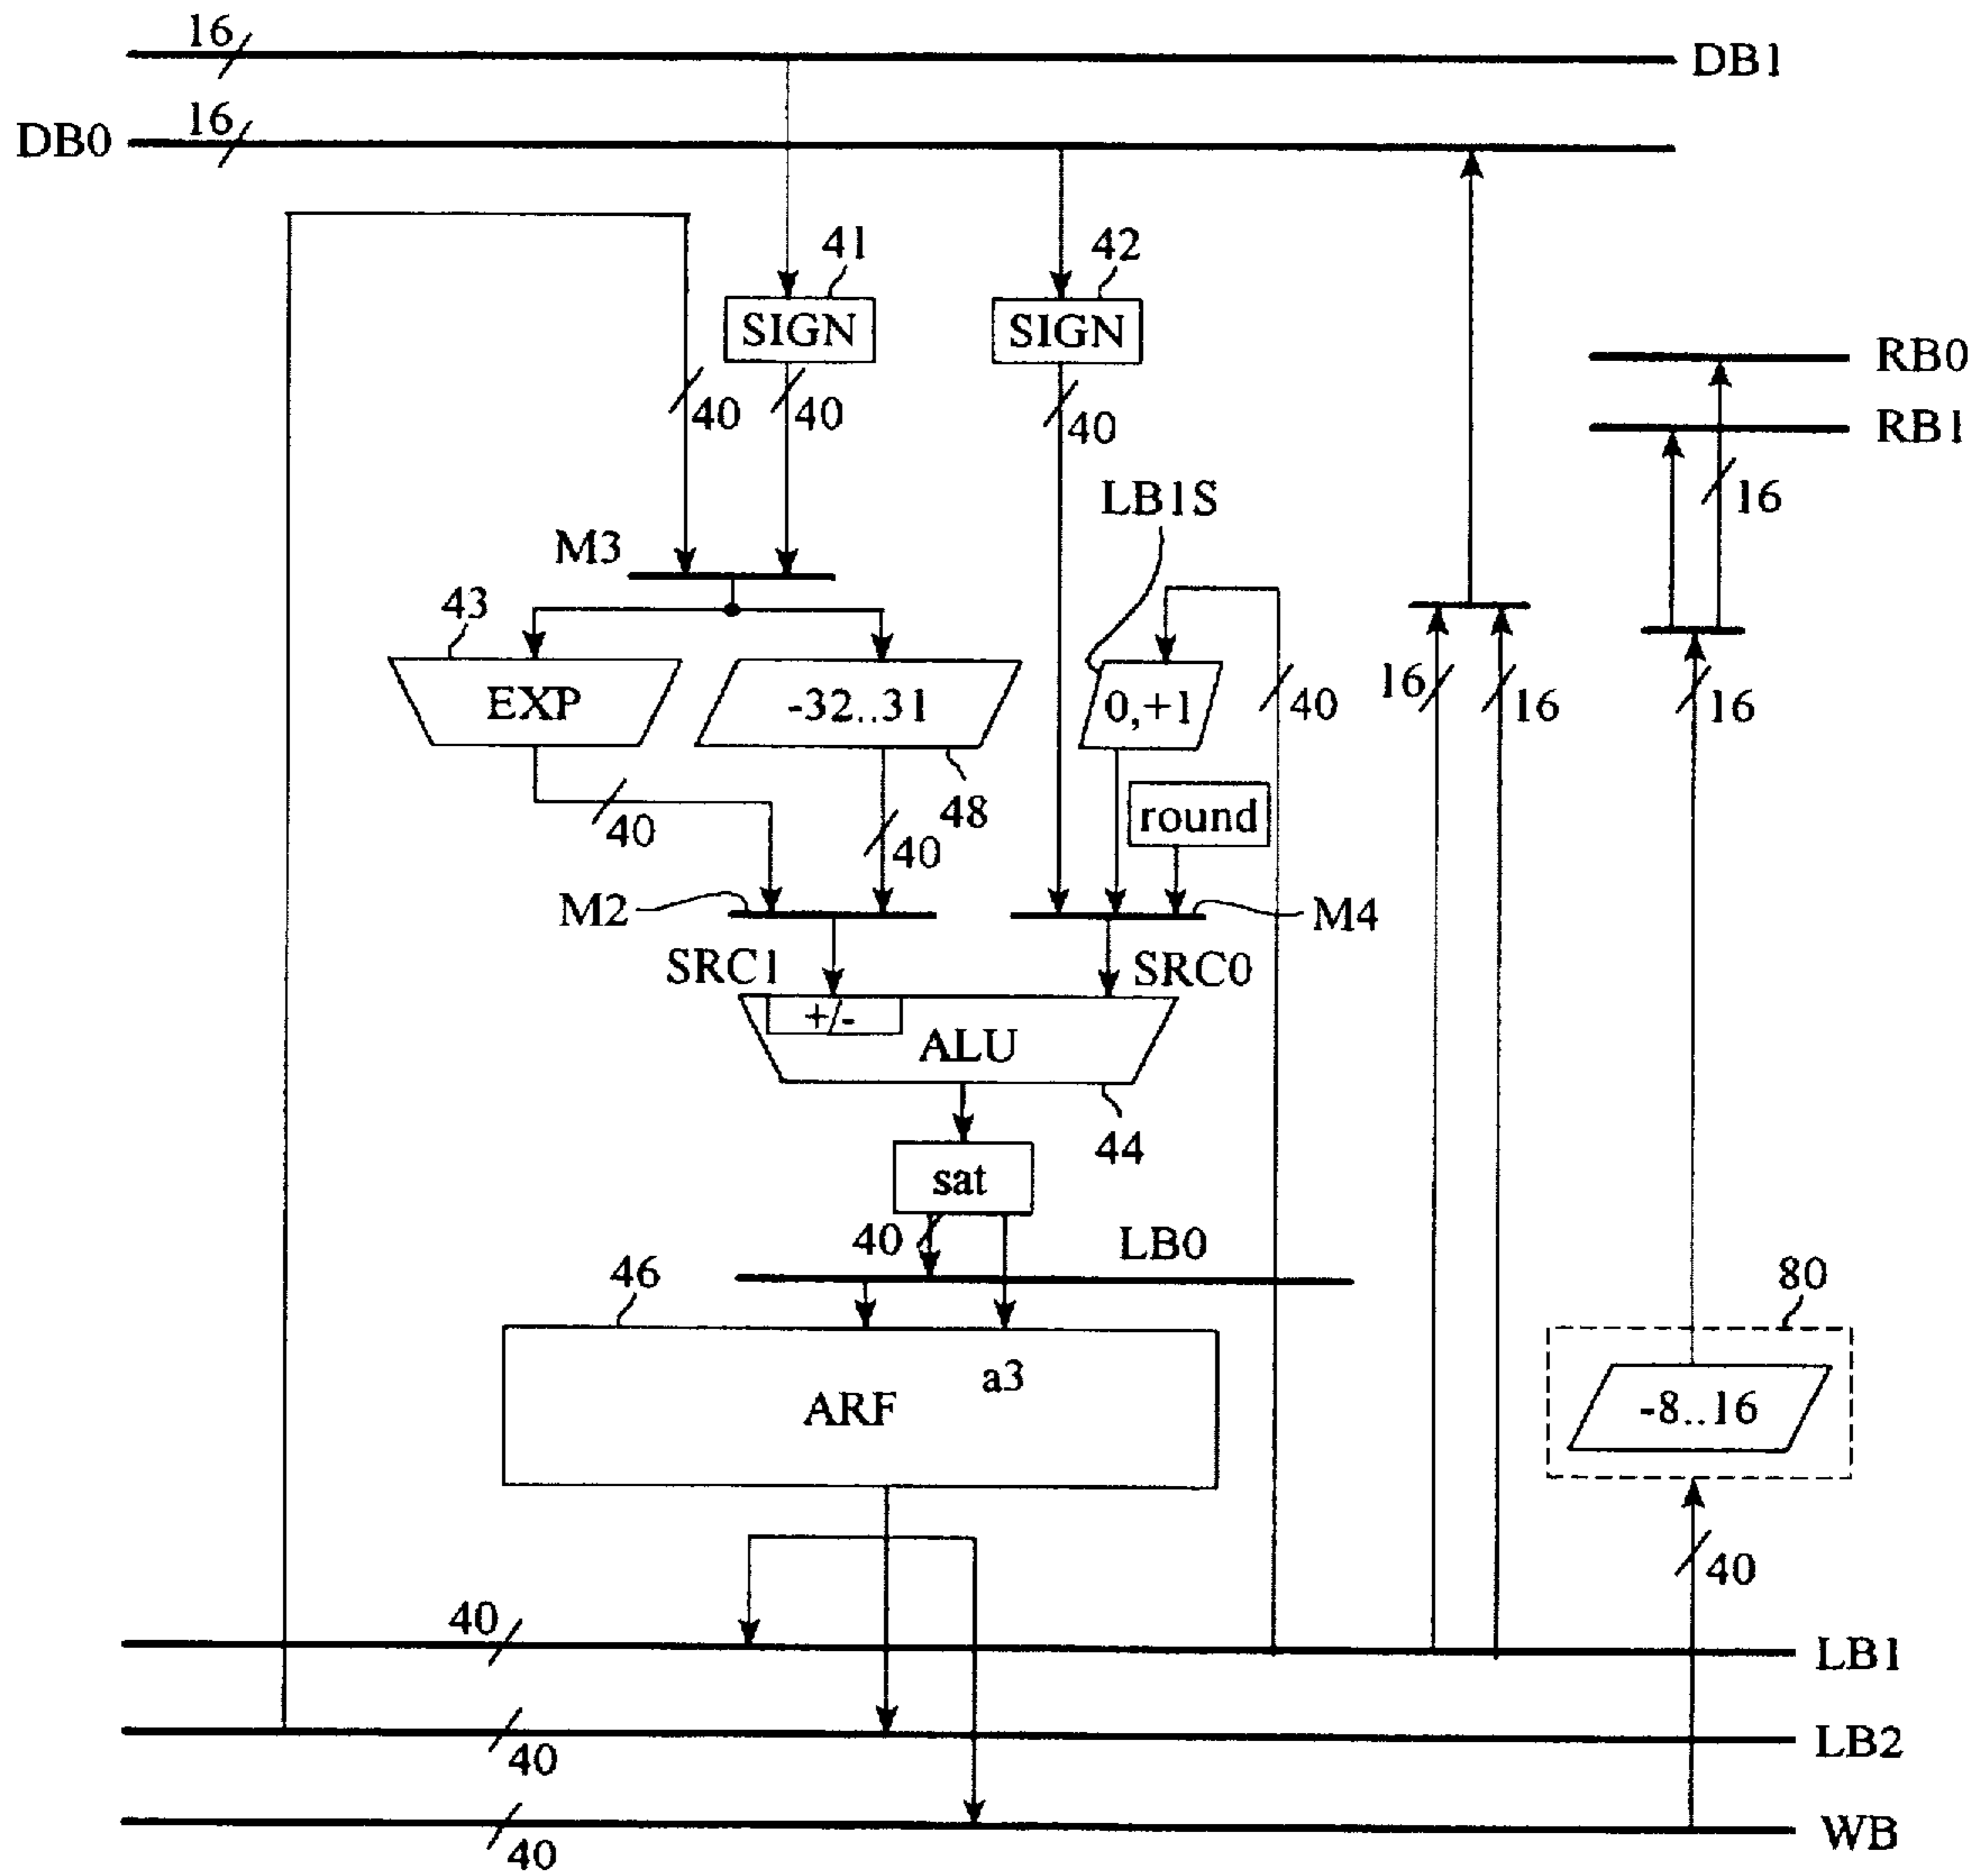 16
DB1
DB0
16
41
42
SIGN
SIGN
RB0
RB1
40
40
40
16
LB1S
M3
43
EXP
-32..31
0,+1
40
16
16
16
48
round
40
40
M2
M4
SRC1
SRC0
+/-
ALU
44
sat
40
LB0
46
80
a3
ARF
-8..16
40
40
LB1
40
LB2
40
WB